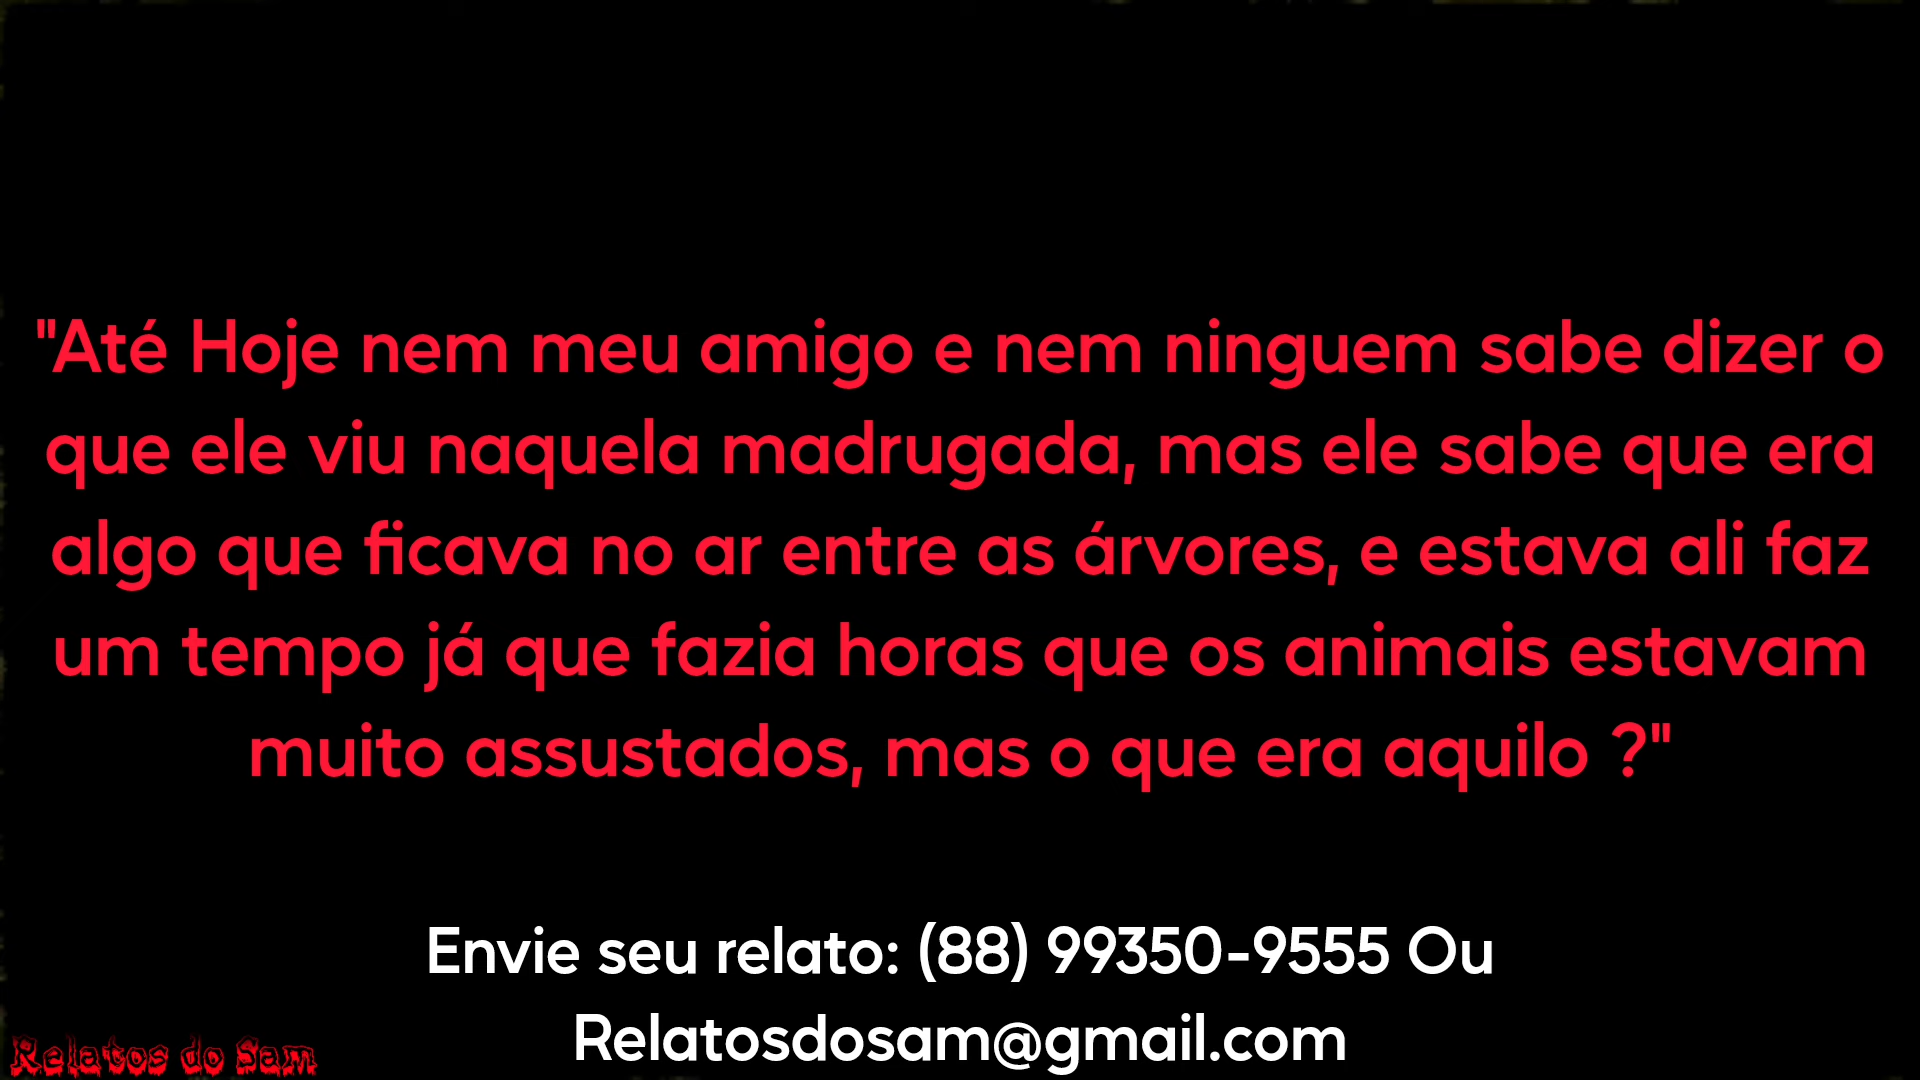 "Até Hoje nem meu amigo e nem ninguem sabe dizer o
que ele viu naquela madrugada, mas ele sabe que era
algo que ficava no ar entre as árvores, e estava ali faz
um tempo já que fazia horas que os animais estavam
muito assustados, mas o que era aquilo ?"
Envie seu relato: (88) 99350-9555 Ou
Relatosdosam@gmail.com
Relatos do Sam